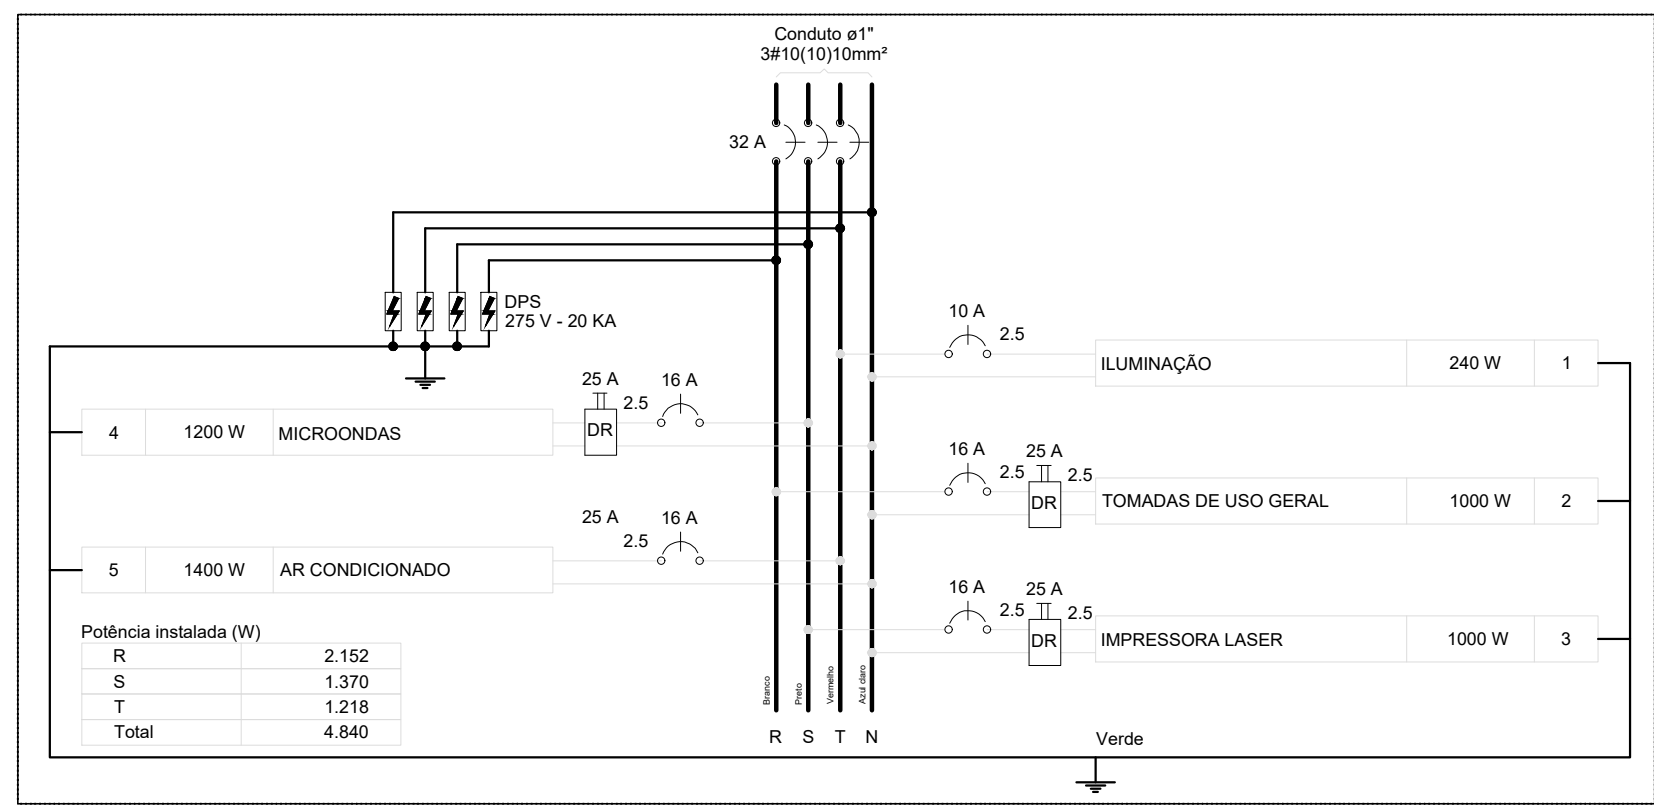 Conduto ø1"
3#10(10)10mm²
32 A
DPS
275 V - 20 KA
10 A
2.5
ILUMINAÇÃO 240 W 1
25 A 16 A
2.5
DR
4 1200 W MICROONDAS
16 A 25 A
2.5 2.5
DR
TOMADAS DE USO GERAL 1000 W 2
25 A 16 A
2.5
5 1400 W AR CONDICIONADO
16 A 25 A
2.5 2.5
DR
IMPRESSORA LASER 1000 W 3
Potência instalada (W)
R 2.152
S 1.370
T 1.218
Total 4.840
Branco
Preto
Vermelho
Azul claro
R S T N
Verde